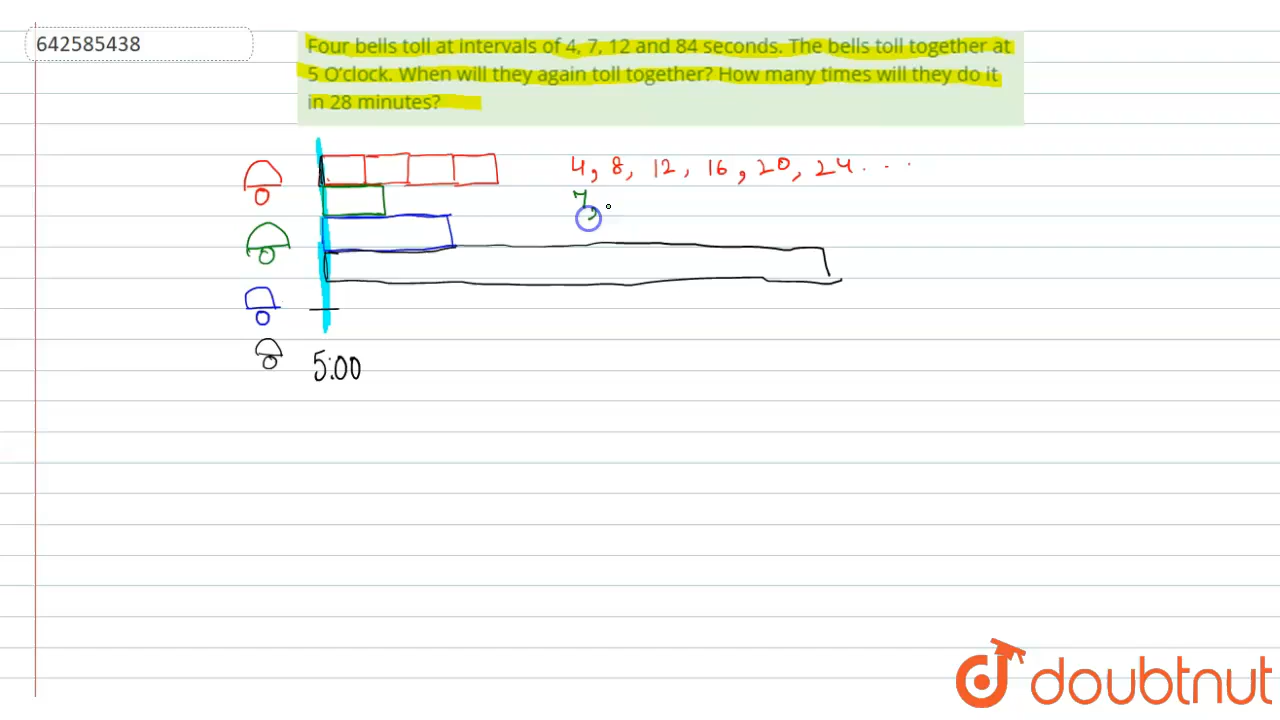 642585438
Four bells toll at intervals of 4, 7, 12 and 84 seconds. The bells toll together at
5 O'clock. When will they again toll together? How many times will they do it
in 28 minutes?
4, 8, 12, 16, 20, 24 . . .
7,
5:00
doubtnut